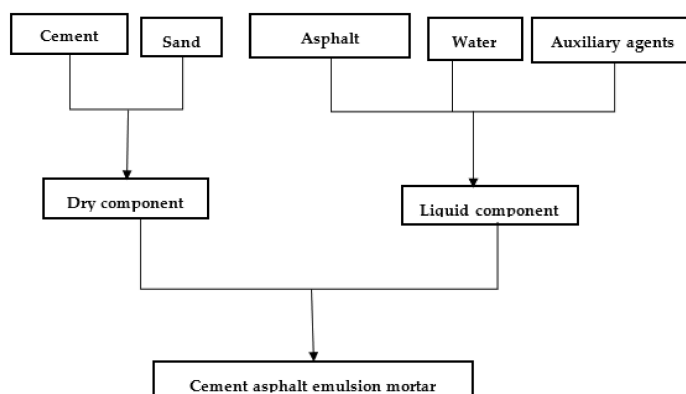 Cement
Sand
Asphalt
Water
Auxiliary agents
Dry component
Liquid component
Cement asphalt emulsion mortar